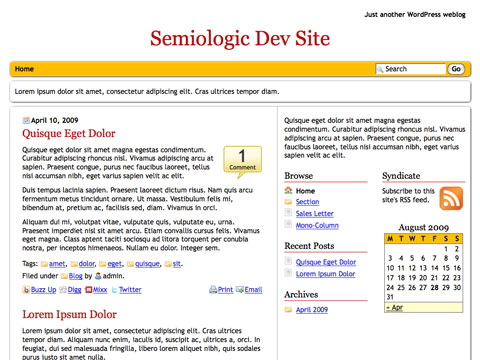 Just another WordPress weblog
Semiologic Dev Site
Home
Search
Go
Lorem ipsum dolor sit amet, consectetur adipiscing elit. Cras ultrices tempor diam.
April 10, 2009
Quisque Eget Dolor
1
Comment
Quisque eget dolor sit amet magna egestas condimentum.
Curabitur adipiscing rhoncus nisl. Vivamus adipiscing arcu at
sapien. Praesent congue, purus nec faucibus laoreet, tellus
nisi accumsan nibh, eget varius sapien velit ac elit.
Duis tempus lacinia sapien. Praesent laoreet dictum risus. Nam quis arcu
fermentum metus tincidunt ornare. Ut massa. Vestibulum felis mi,
bibendum at, pretium ac, facilisis sed, diam. Vivamus in orci.
Aliquam dui mi, volutpat vitae, vulputate quis, vulputate eu, urna.
Praesent imperdiet nisl sit amet arcu. Etiam convallis cursus felis. Vivamus
eget magna. Class aptent taciti sociosqu ad litora torquent per conubia
nostra, per inceptos himenaeos. Nullam eu dolor. Integer sem.
Tags: amet, dolor, eget, quisque, sit.
Filed under Blog by admin.
Buzz Up Digg Mixx Twitter
Print Email
Lorem Ipsum Dolor
Lorem ipsum dolor sit amet, consectetur adipiscing elit. Cras ultrices
tempor diam. Aliquam nunc enim, iaculis id, suscipit ac, ultrices a, orci. In
feugiat, dui sed malesuada fringilla, libero lorem aliquet nibh, quis sodales
justo justo sit amet nulla.
Quisque eget dolor sit amet magna egestas
condimentum. Curabitur adipiscing rhoncus nisl. Vivamus
adipiscing arcu at sapien. Praesent congue, purus nec
faucibus laoreet, tellus nisi accumsan nibh, eget varius
sapien velit ac elit.
Browse
Home
Section
Sales Letter
Mono-Column
Recent Posts
Quisque Eget Dolor
Lorem Ipsum Dolor
Archives
April 2009
Syndicate
Subscribe to this
site's RSS feed.
August 2009
M T W T F S S
1 2
3 4 5 6 7 8 9
10 11 12 13 14 15 16
17 18 19 20 21 22 23
24 25 26 27 28 29 30
31
« Apr